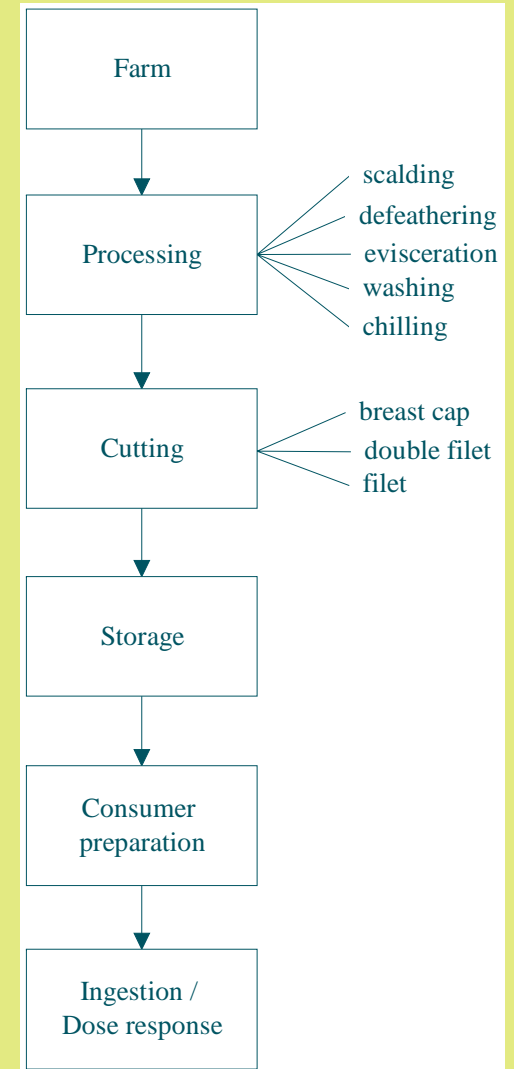 Farm
scalding
defeathering
Processing
evisceration
washing
chilling
breast cap
Cutting
double filet
filet
Storage
Consumer
preparation
Ingestion /
Dose response